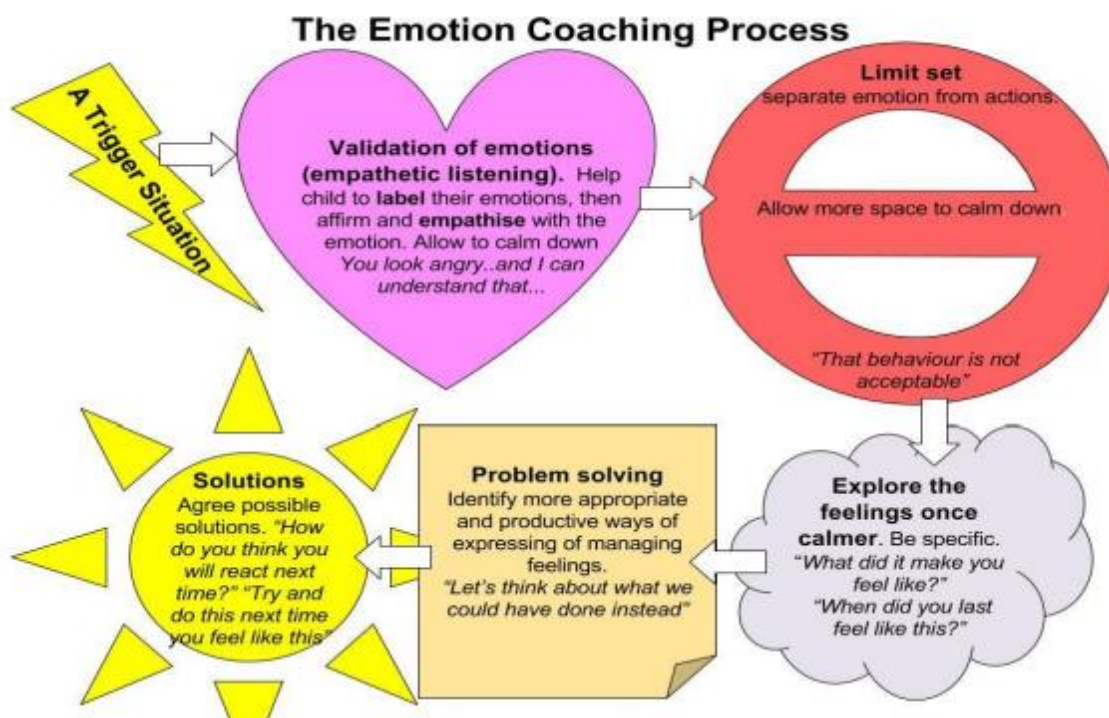 The Emotion Coaching Process
A Trigger Situation
Validation of emotions
(empathetic listening). Help
child to label their emotions, then
affirm and empathise with the
emotion. Allow to calm down
You look angry..and I can
understand that...
Limit set
separate emotion from actions.
Allow more space to calm down
"That behaviour is not
acceptable"
Explore the
feelings once
calmer. Be specific.
"What did it make you
feel like?"
"When did you last
feel like this?"
Problem solving
Identify more appropriate
and productive ways of
expressing of managing
feelings.
"Let's think about what we
could have done instead"
Solutions
Agree possible
solutions. "How
do you think you
will react next
time?" "Try and
do this next time
you feel like this"